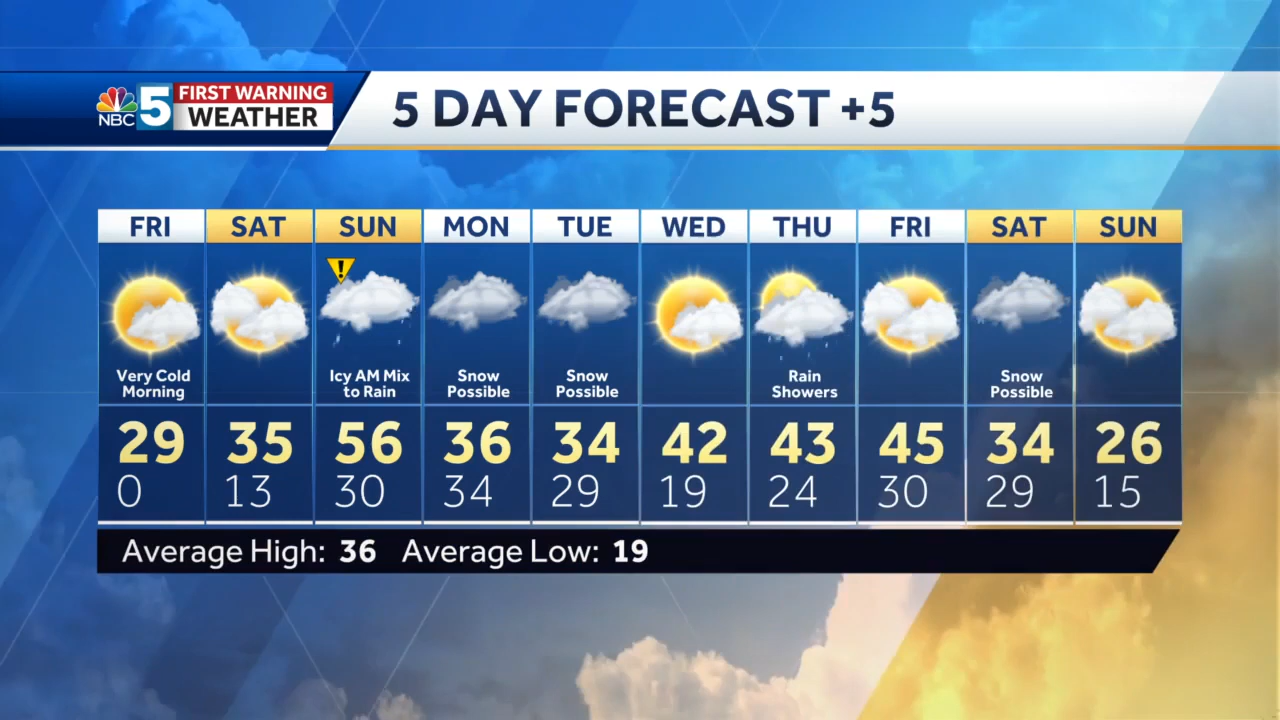 NBC 5 FIRST WARNING WEATHER
5 DAY FORECAST +5
FRI SAT SUN MON TUE WED THU FRI SAT SUN
!
Very Cold Morning
Icy AM Mix to Rain
Snow Possible
Snow Possible
Rain Showers
Snow Possible
29 35 56 36 34 42 43 45 34 26
0 13 30 34 29 19 24 30 29 15
Average High: 36 Average Low: 19